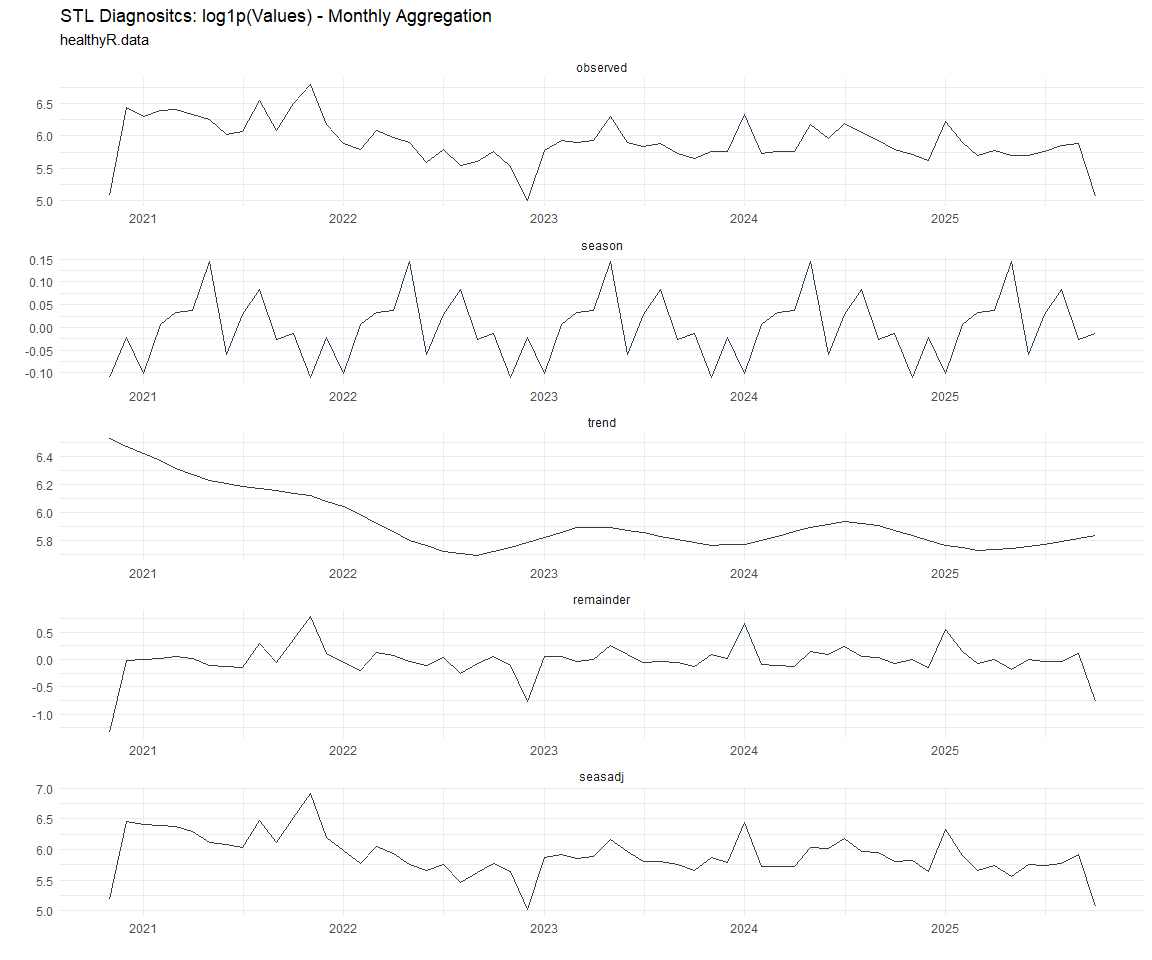 STL Diagnositcs: log1p(Values) - Monthly Aggregation
healthyR.data
observed
6.5
6.0
5.5
5.0
2021 2022 2023 2024 2025
season
0.15
0.10
0.05
0.00
-0.05
-0.10
2021 2022 2023 2024 2025
trend
6.4
6.2
6.0
5.8
2021 2022 2023 2024 2025
remainder
0.5
0.0
-0.5
-1.0
2021 2022 2023 2024 2025
seasadj
7.0
6.5
6.0
5.5
5.0
2021 2022 2023 2024 2025